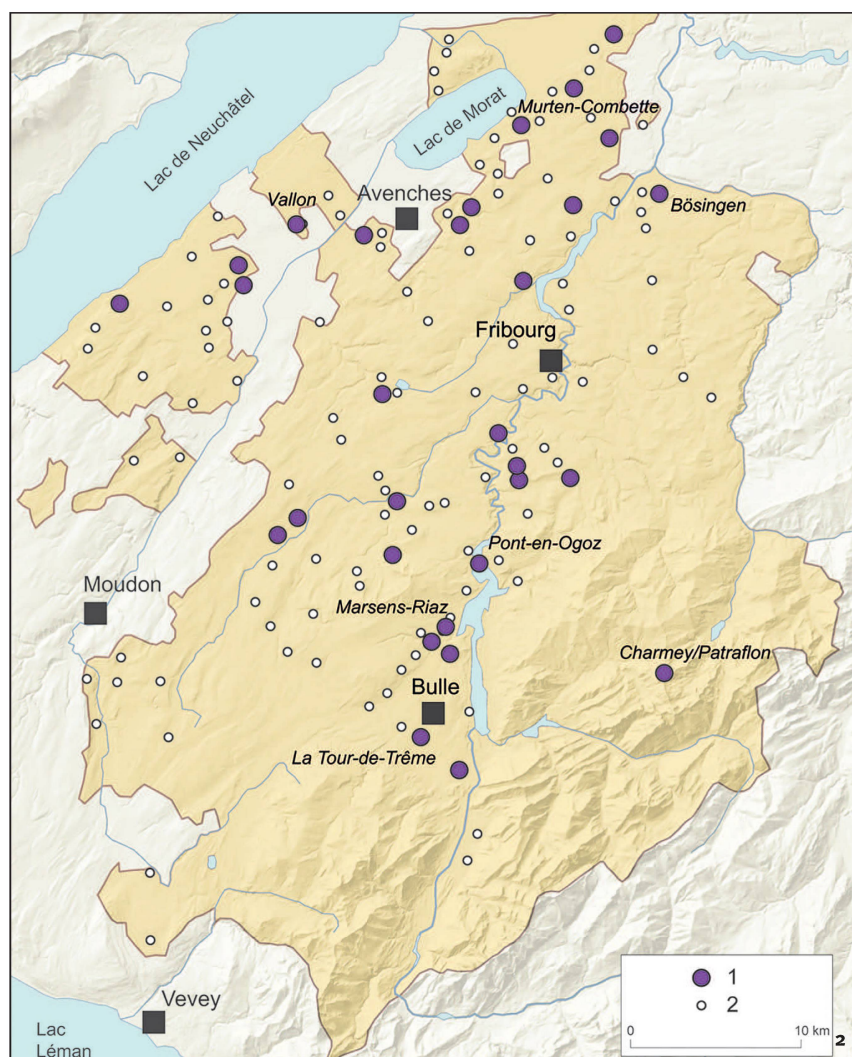 Lac de Neuchâtel
Lac de Morat
Murten-Combette
Vallon
Avenches
Bösingen
Fribourg
Pont-en-Ogoz
Moudon
Marsens-Riaz
Charmey/Patraflon
Bulle
La Tour-de-Trême
1
2
Vevey
Lac
Léman
0
10 km
2